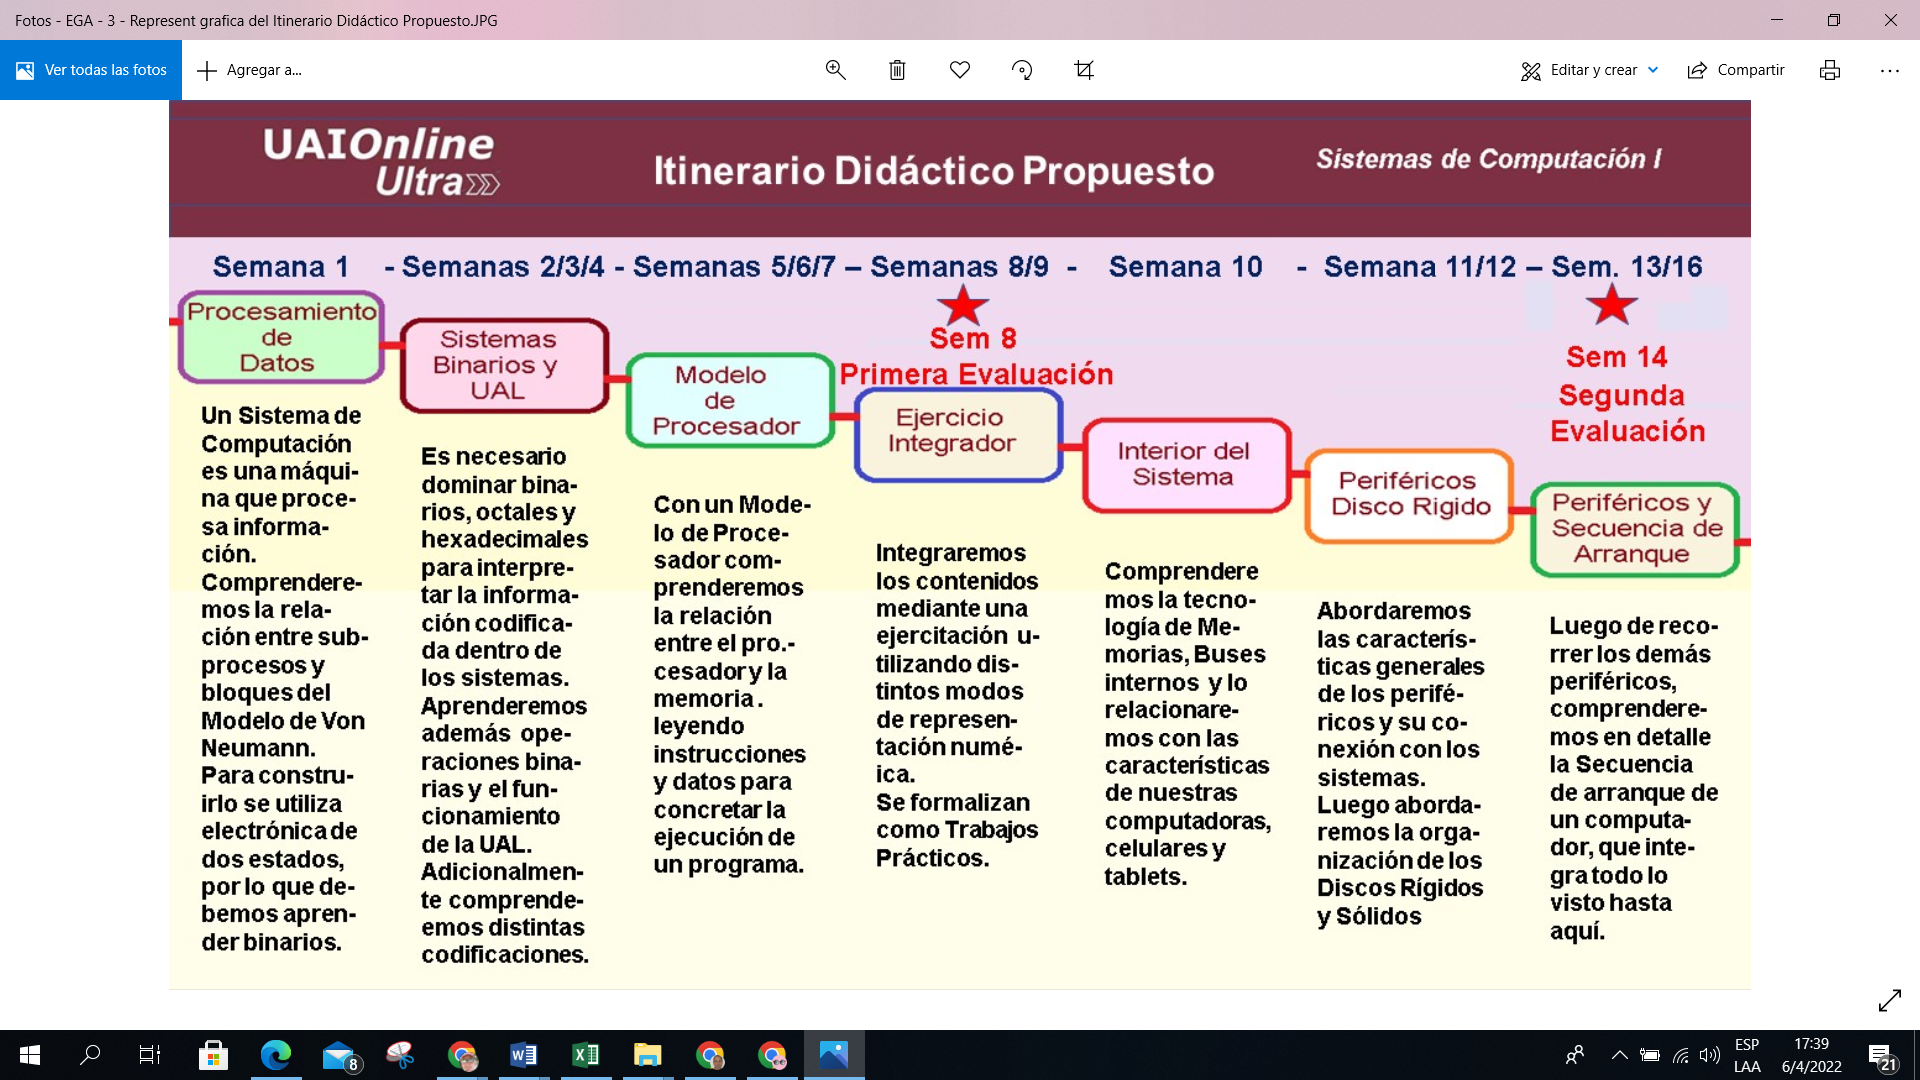 Fotos - EGA - 3 - Represent grafica del Itinerario Didáctico Propuesto.JPG
Ver todas las fotos
Agregar a...
Editar y crear
Compartir
UAIOnline
Ultra
Itinerario Didáctico Propuesto
Sistemas de Computación I
Semana 1 - Semanas 2/3/4 - Semanas 5/6/7 – Semanas 8/9 - Semana 10 - Semana 11/12 – Sem. 13/16
Procesamiento
de
Datos
Un Sistema de
Computación
es una máqui-
na que proce-
sa informa-
ción.
Comprendere-
mos la rela-
ción entre sub-
procesos y
bloques del
Modelo de Von
Neumann.
Para constru-
irlo se utiliza
electrónica de
dos estados,
por lo que de-
bemos apren-
der binarios.
Sistemas
Binarios y
UAL
Es necesario
dominar bina-
rios, octales y
hexadecimales
para interpre-
tar la informa-
ción codifica-
da dentro de
los sistemas.
Aprenderemos
además ope-
raciones bina-
rias y el fun-
cionamiento
de la UAL.
Adicionalmen-
te comprende-
emos distintas
codificaciones.
Modelo
de
Procesador
Con un Mode-
lo de Proce-
sador com-
prenderemos
la relación
entre el pro.-
cesador y la
memoria .
leyendo
instrucciones
y datos para
concretar la
ejecución de
un programa.
Sem 8
Primera Evaluación
Ejercicio
Integrador
Integraremos
los contenidos
mediante una
ejercitación u-
tilizando dis-
tintos modos
de represen-
tación numé-
ica.
Se formalizan
como Trabajos
Prácticos.
Interior del
Sistema
Comprendere
mos la tecno-
logía de Me-
morias, Buses
internos y lo
relacionare-
mos con las
características
de nuestras
computadoras,
celulares y
tablets.
Periféricos
Disco Rigido
Abordaremos
las caracterís-
ticas generales
de los perifé-
ricos y su co-
nexión con los
sistemas.
Luego aborda-
remos la orga-
nización de los
Discos Rígidos
y Sólidos
Sem 14
Segunda
Evaluación
Periféricos y
Secuencia de
Arranque
Luego de reco-
rrer los demás
periféricos,
comprendere-
mos en detalle
la Secuencia
de arranque de
un computa-
dor, que inte-
gra todo lo
visto hasta
aquí.
8
ESP
LAA
17:39
6/4/2022
21